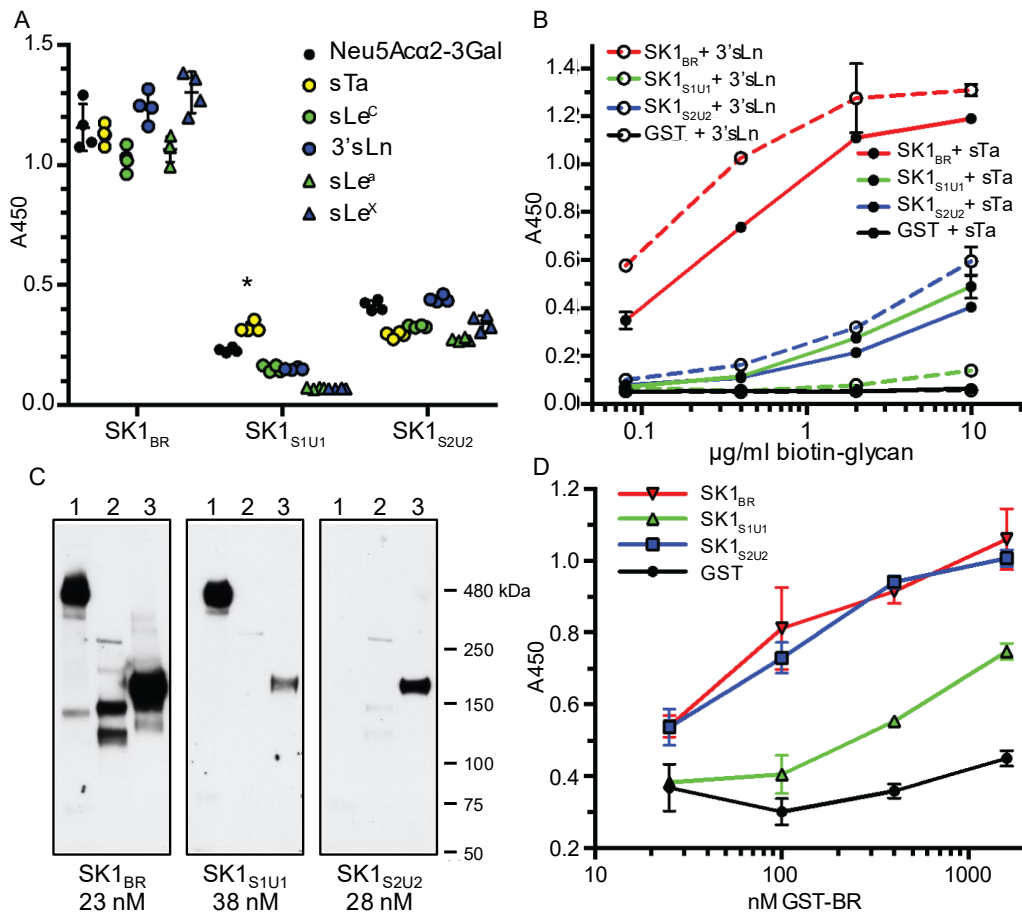 A
1.5
1.0
0.5
0.0
A450
Neu5Acα2-3Gal
sTa
sLeᶜ
3'sLn
sLeᵃ
sLeˣ
*
SK1BR
SK1S1U1
SK1S2U2
B
1.4
1.2
1.0
0.8
0.6
0.4
0.2
0.0
A450
SK1BR + 3'sLn
SK1S1U1 + 3'sLn
SK1S2U2 + 3'sLn
GST + 3'sLn
SK1BR + sTa
SK1S1U1 + sTa
SK1S2U2 + sTa
GST + sTa
0.1 1 10
µg/ml biotin-glycan
C
1 2 3
1 2 3
1 2 3
480 kDa
250
150
100
75
50
SK1BR
23 nM
SK1S1U1
38 nM
SK1S2U2
28 nM
D
1.2
1.0
0.8
0.6
0.4
0.2
A450
SK1BR
SK1S1U1
SK1S2U2
GST
10 100 1000
nM GST-BR